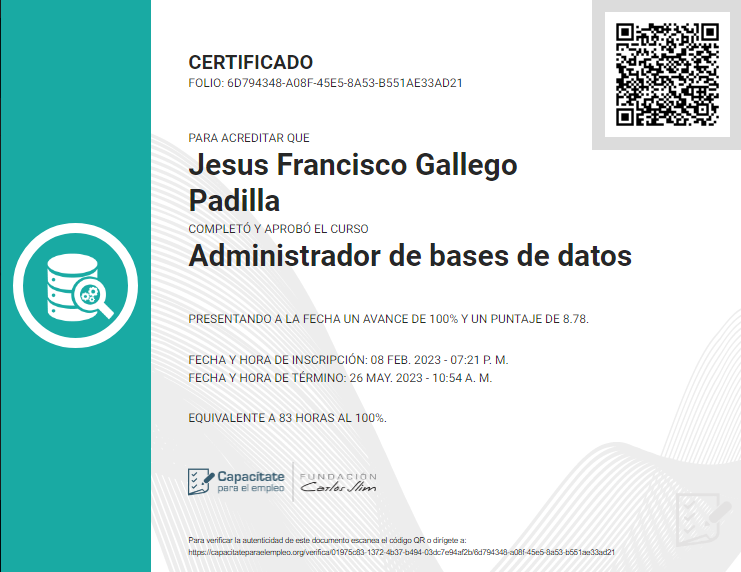 CERTIFICADO
FOLIO: 6D794348-A08F-45E5-8A53-B551AE33AD21
PARA ACREDITAR QUE
Jesus Francisco Gallego
Padilla
COMPLETÓ Y APROBÓ EL CURSO
Administrador de bases de datos
PRESENTANDO A LA FECHA UN AVANCE DE 100% Y UN PUNTAJE DE 8.78.
FECHA Y HORA DE INSCRIPCIÓN: 08 FEB. 2023 - 07:21 P. M.
FECHA Y HORA DE TÉRMINO: 26 MAY. 2023 - 10:54 A. M.
EQUIVALENTE A 83 HORAS AL 100%.
Capacítate
para el empleo
FUNDACIÓN
Carlos Slim
Para verificar la autenticidad de este documento escanea el código QR o dirígete a:
https://capacitateparaelempleo.org/verifica/01975c83-1372-4b37-b494-03dc7e94af2b/6d794348-a08f-45e5-8a53-b551ae33ad21